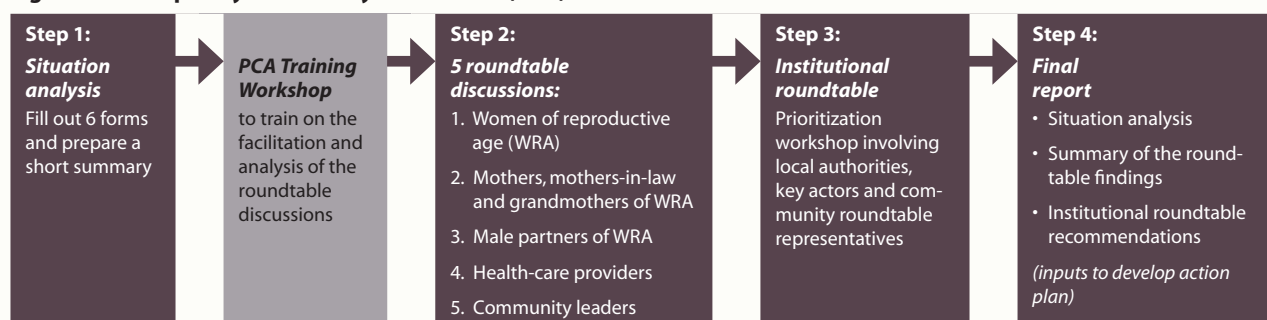 Step 1:
Situation
analysis
Fill out 6 forms
and prepare a
short summary
PCA Training
Workshop
to train on the
facilitation and
analysis of the
roundtable
discussions
Step 2:
5 roundtable
discussions:
1. Women of reproductive
age (WRA)
2. Mothers, mothers-in-law
and grandmothers of WRA
3. Male partners of WRA
4. Health-care providers
5. Community leaders
Step 3:
Institutional
roundtable
Prioritization
workshop involving
local authorities,
key actors and com-
munity roundtable
representatives
Step 4:
Final
report
• Situation analysis
• Summary of the round-
table findings
• Institutional roundtable
recommendations
(inputs to develop action
plan)